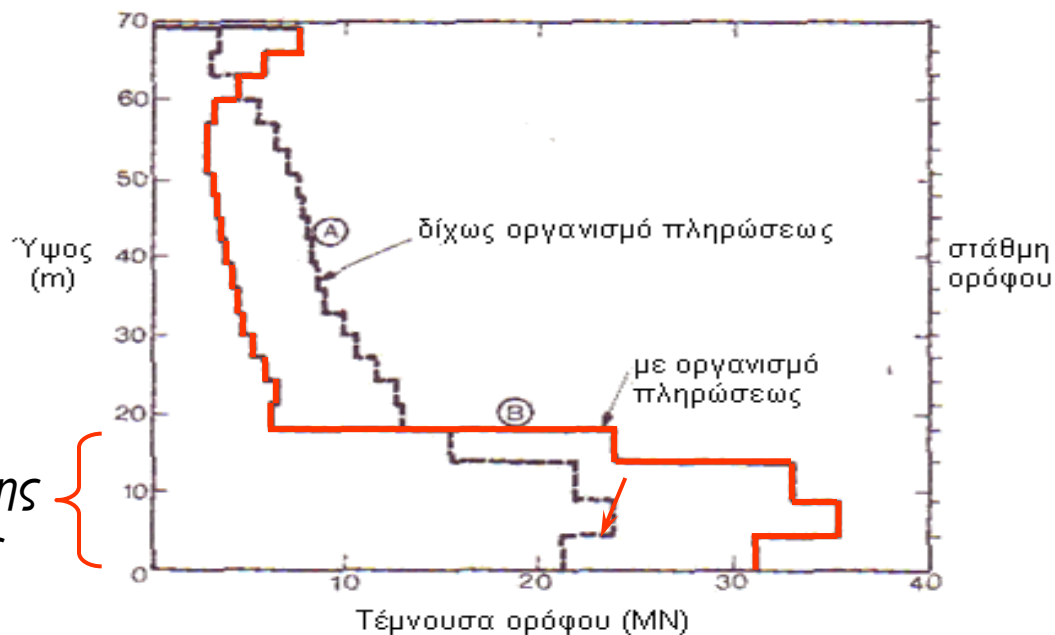 70
60
50
40
30
20
10
0
Ύψος
(m)
Α
δίχως οργανισμό πληρώσεως
στάθμη
ορόφου
με οργανισμό
πληρώσεως
Β
ης
0 10 20 30 40
Τέμνουσα ορόφου (MN)